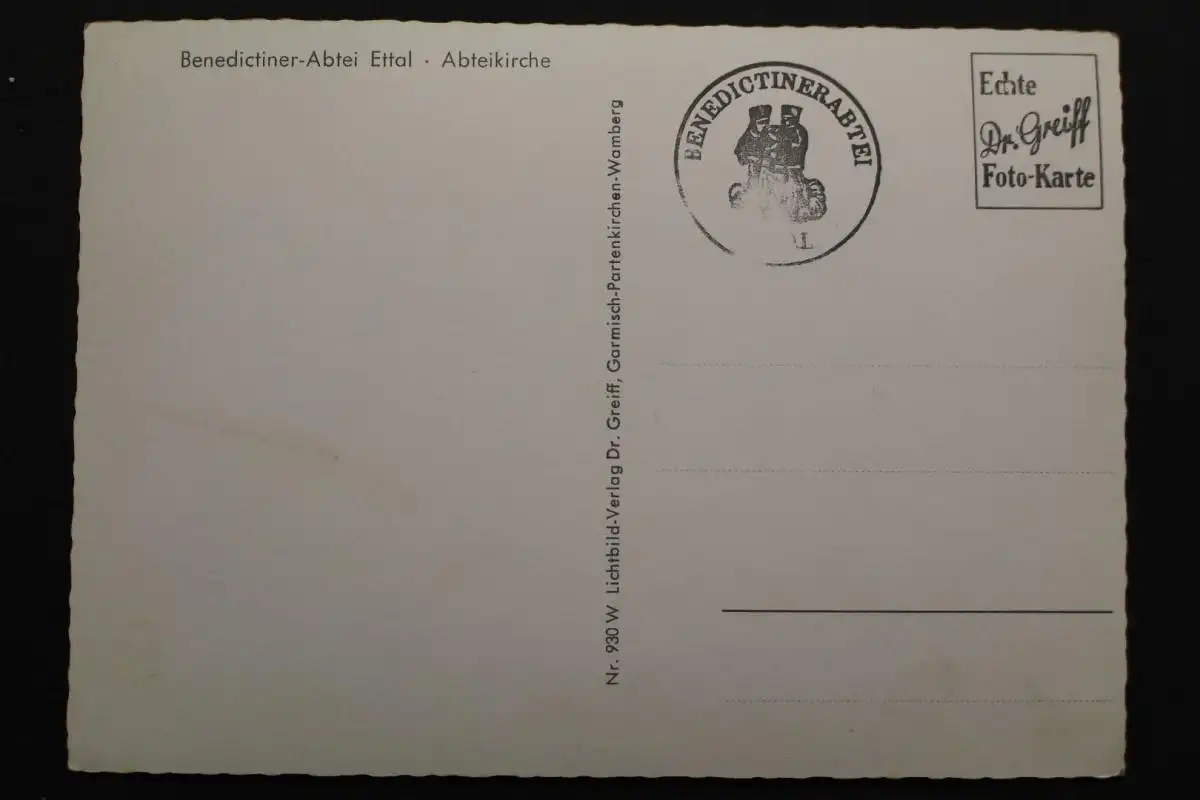 Benedictiner-Abtei Ettal · Abteikirche
Nr. 930 W Lichtbild-Verlag Dr. Greiff, Garmisch-Partenkirchen-Wamberg
BENEDICTINERABTEI
Echte
Dr. Greiff
Foto-Karte